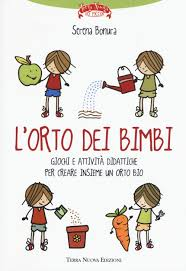 Serena Bonura
L'ORTO DEI BIMBI
GIOCHI E ATTIVITÀ DIDATTICHE
PER CREARE INSIEME UN ORTO BIO
TERRA NUOVA EDIZIONI